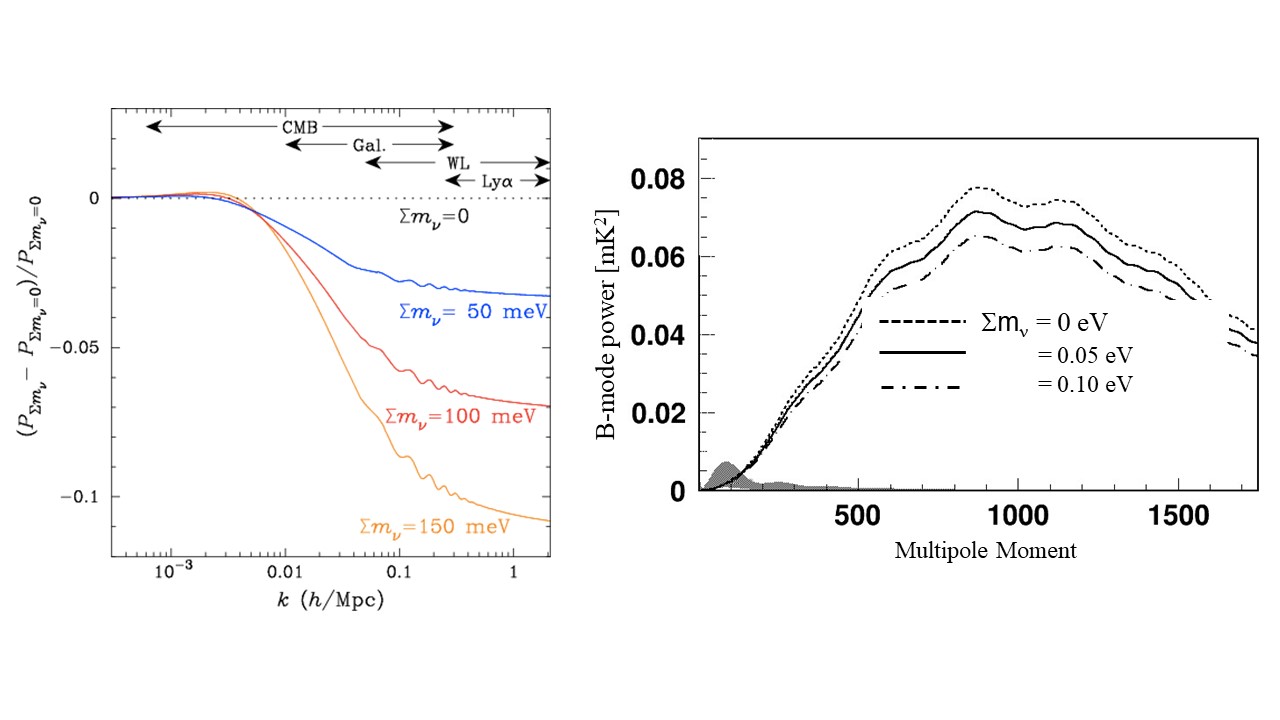 CMB
Gal.
WL
Lyα
0
Σmν=0
Σmν= 50 meV
−0.05
Σmν=100 meV
−0.1
Σmν=150 meV
10⁻³ 0.01 0.1 1
k (h/Mpc)
(PΣmν − PΣmν=0)/PΣmν=0
B-mode power [mK²]
0.08
0.06
0.04
0.02
0
Σmν = 0 eV
= 0.05 eV
= 0.10 eV
500 1000 1500
Multipole Moment